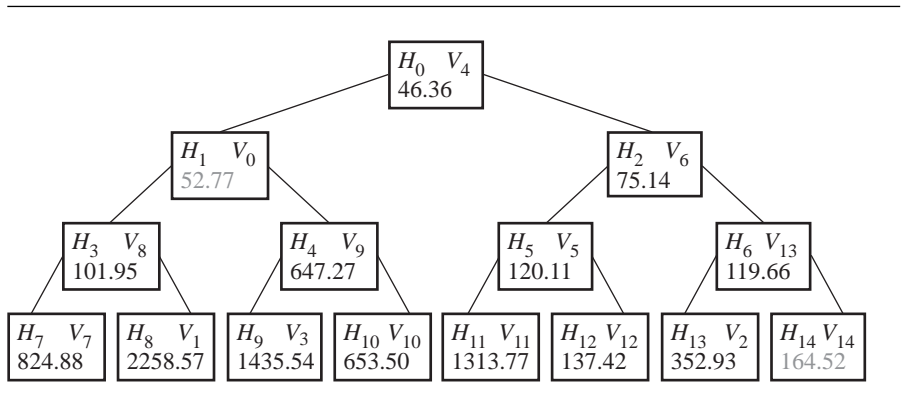 H0 V4
46.36
H1 V0
52.77
H2 V6
75.14
H3 V8
101.95
H4 V9
647.27
H5 V5
120.11
H6 V13
119.66
H7 V7
824.88
H8 V1
2258.57
H9 V3
1435.54
H10 V10
653.50
H11 V11
1313.77
H12 V12
137.42
H13 V2
352.93
H14 V14
164.52